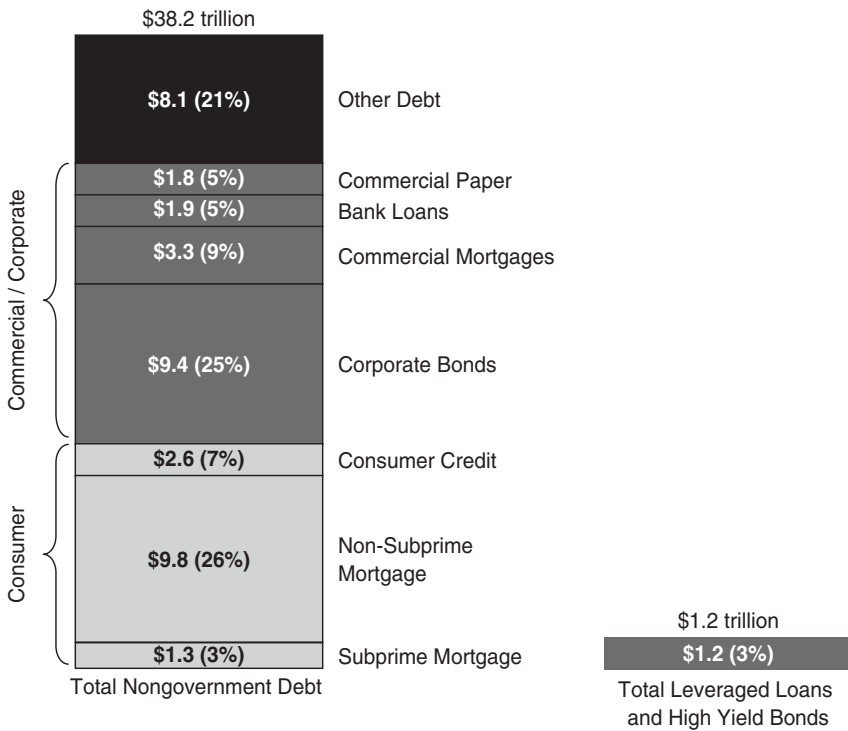 $38.2 trillion
$8.1 (21%)
Other Debt
Commercial / Corporate
$1.8 (5%)
Commercial Paper
$1.9 (5%)
Bank Loans
$3.3 (9%)
Commercial Mortgages
$9.4 (25%)
Corporate Bonds
Consumer
$2.6 (7%)
Consumer Credit
$9.8 (26%)
Non-Subprime
Mortgage
$1.3 (3%)
Subprime Mortgage
Total Nongovernment Debt
$1.2 trillion
$1.2 (3%)
Total Leveraged Loans
and High Yield Bonds